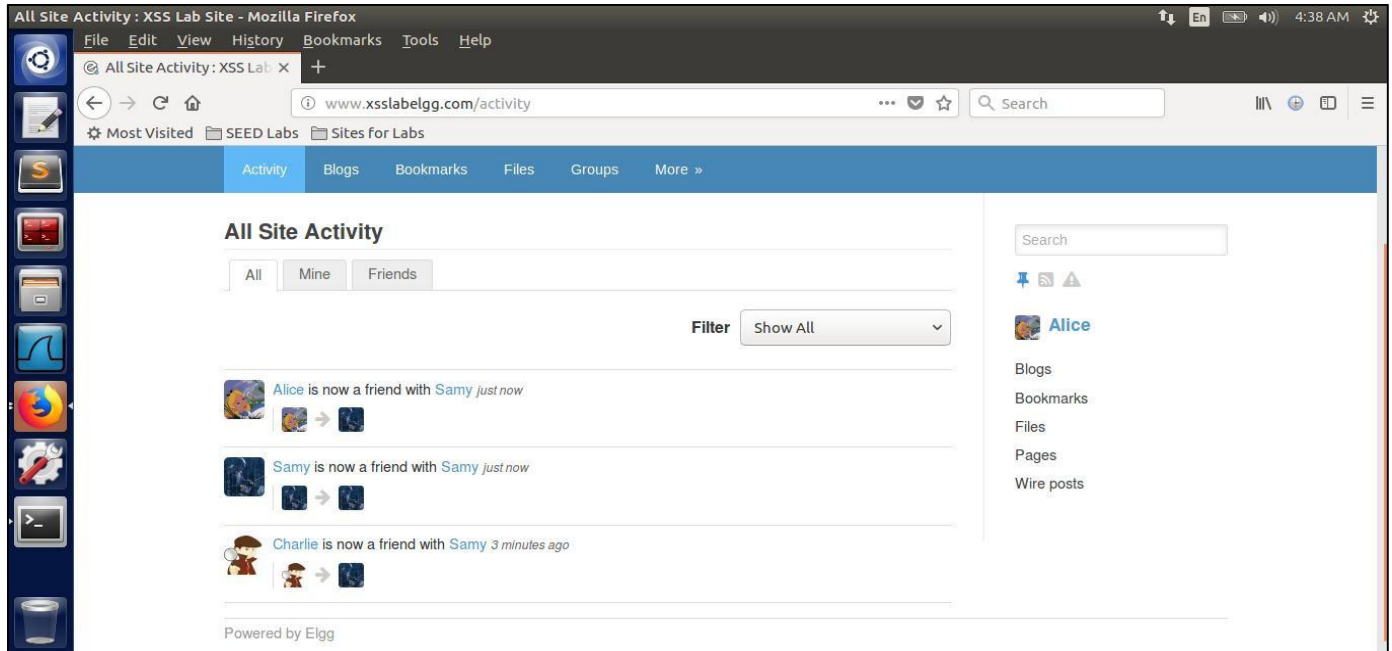 All Site Activity : XSS Lab Site - Mozilla Firefox
En 4:38 AM
File Edit View History Bookmarks Tools Help
All Site Activity : XSS Lab
www.xsslabelgg.com/activity
Search
Most Visited SEED Labs Sites for Labs
Activity Blogs Bookmarks Files Groups More »
All Site Activity
All Mine Friends
Filter Show All
Alice is now a friend with Samy just now
Samy is now a friend with Samy just now
Charlie is now a friend with Samy 3 minutes ago
Powered by Elgg
Search
Alice
Blogs
Bookmarks
Files
Pages
Wire posts